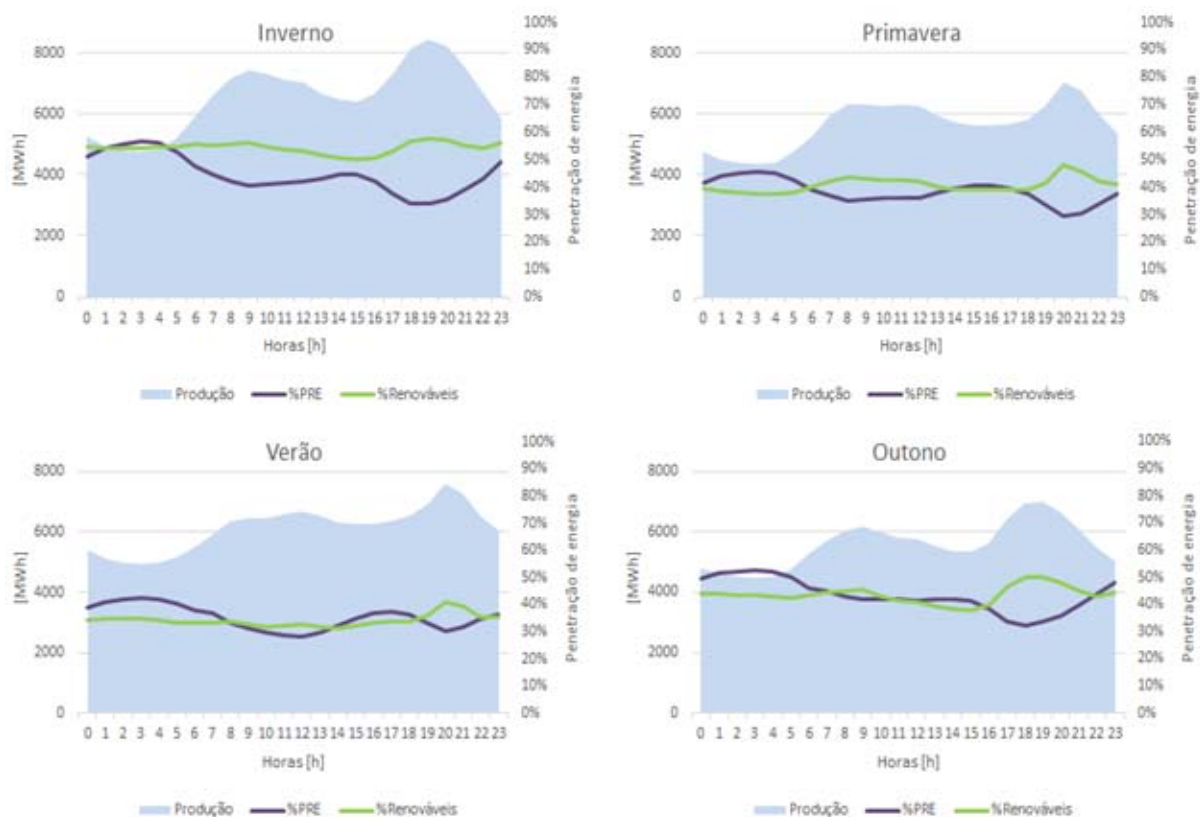 Inverno
100%
90%
80%
70%
60%
50%
40%
30%
20%
10%
0%
8000
6000
4000
2000
0
[MWh]
Penetração de energia
0 1 2 3 4 5 6 7 8 9 10 11 12 13 14 15 16 17 18 19 20 21 22 23
Horas [h]
Produção %PRE %Renováveis
Primavera
100%
90%
80%
70%
60%
50%
40%
30%
20%
10%
0%
8000
6000
4000
2000
0
[MWh]
Penetração de energia
0 1 2 3 4 5 6 7 8 9 10 11 12 13 14 15 16 17 18 19 20 21 22 23
Horas [h]
Produção %PRE %Renováveis
Verão
100%
90%
80%
70%
60%
50%
40%
30%
20%
10%
0%
8000
6000
4000
2000
0
[MWh]
Penetração de energia
0 1 2 3 4 5 6 7 8 9 10 11 12 13 14 15 16 17 18 19 20 21 22 23
Horas [h]
Produção %PRE %Renováveis
Outono
100%
90%
80%
70%
60%
50%
40%
30%
20%
10%
0%
8000
6000
4000
2000
0
[MWh]
Penetração de energia
0 1 2 3 4 5 6 7 8 9 10 11 12 13 14 15 16 17 18 19 20 21 22 23
Horas [h]
Produção %PRE %Renováveis